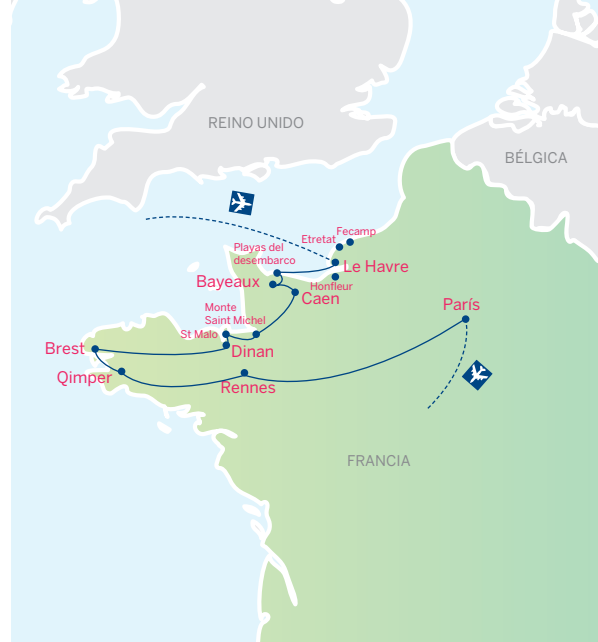 REINO UNIDO
BÉLGICA
Fecamp
Etretat
Playas del
desembarco
Le Havre
Bayeaux
Honfleur
Caen
París
Monte
Saint Michel
St Malo
Brest
Dinan
Qimper
Rennes
FRANCIA